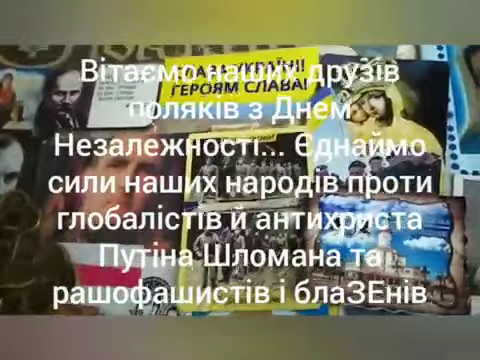 УКРАЇНІ!
ГЕРОЯМ СЛАВА!
Вітаємо наших друзів
поляків з Днем
Незалежності... Єднаймо
сили наших народів проти
глобалістів й антихриста
Путіна Шломана та
рашофашистів і блаЗЕнів